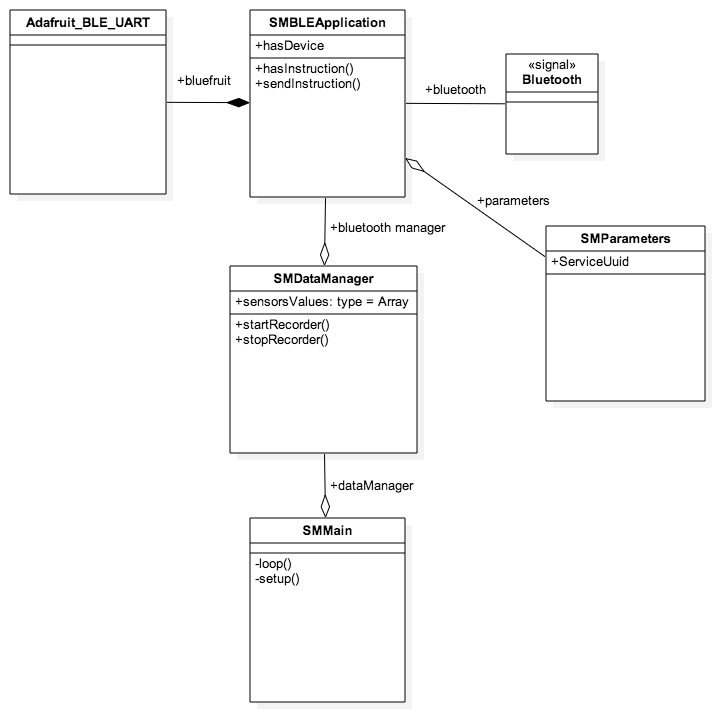 Adafruit_BLE_UART
SMBLEApplication
+hasDevice
+hasInstruction()
+sendInstruction()
«signal»
Bluetooth
+bluefruit
+bluetooth
+parameters
+bluetooth manager
SMParameters
+ServiceUuid
SMDataManager
+sensorsValues: type = Array
+startRecorder()
+stopRecorder()
+dataManager
SMMain
-loop()
-setup()